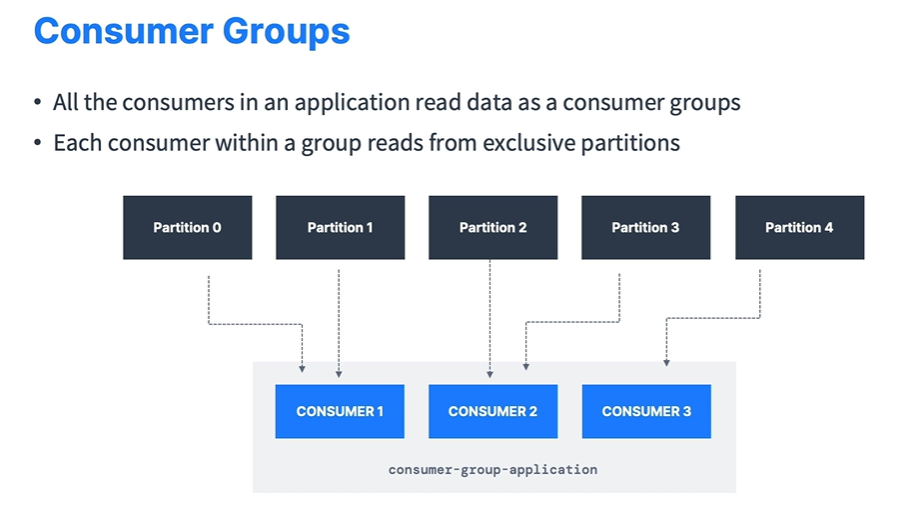 Consumer Groups
• All the consumers in an application read data as a consumer groups
• Each consumer within a group reads from exclusive partitions
Partition 0
Partition 1
Partition 2
Partition 3
Partition 4
CONSUMER 1
CONSUMER 2
CONSUMER 3
consumer-group-application